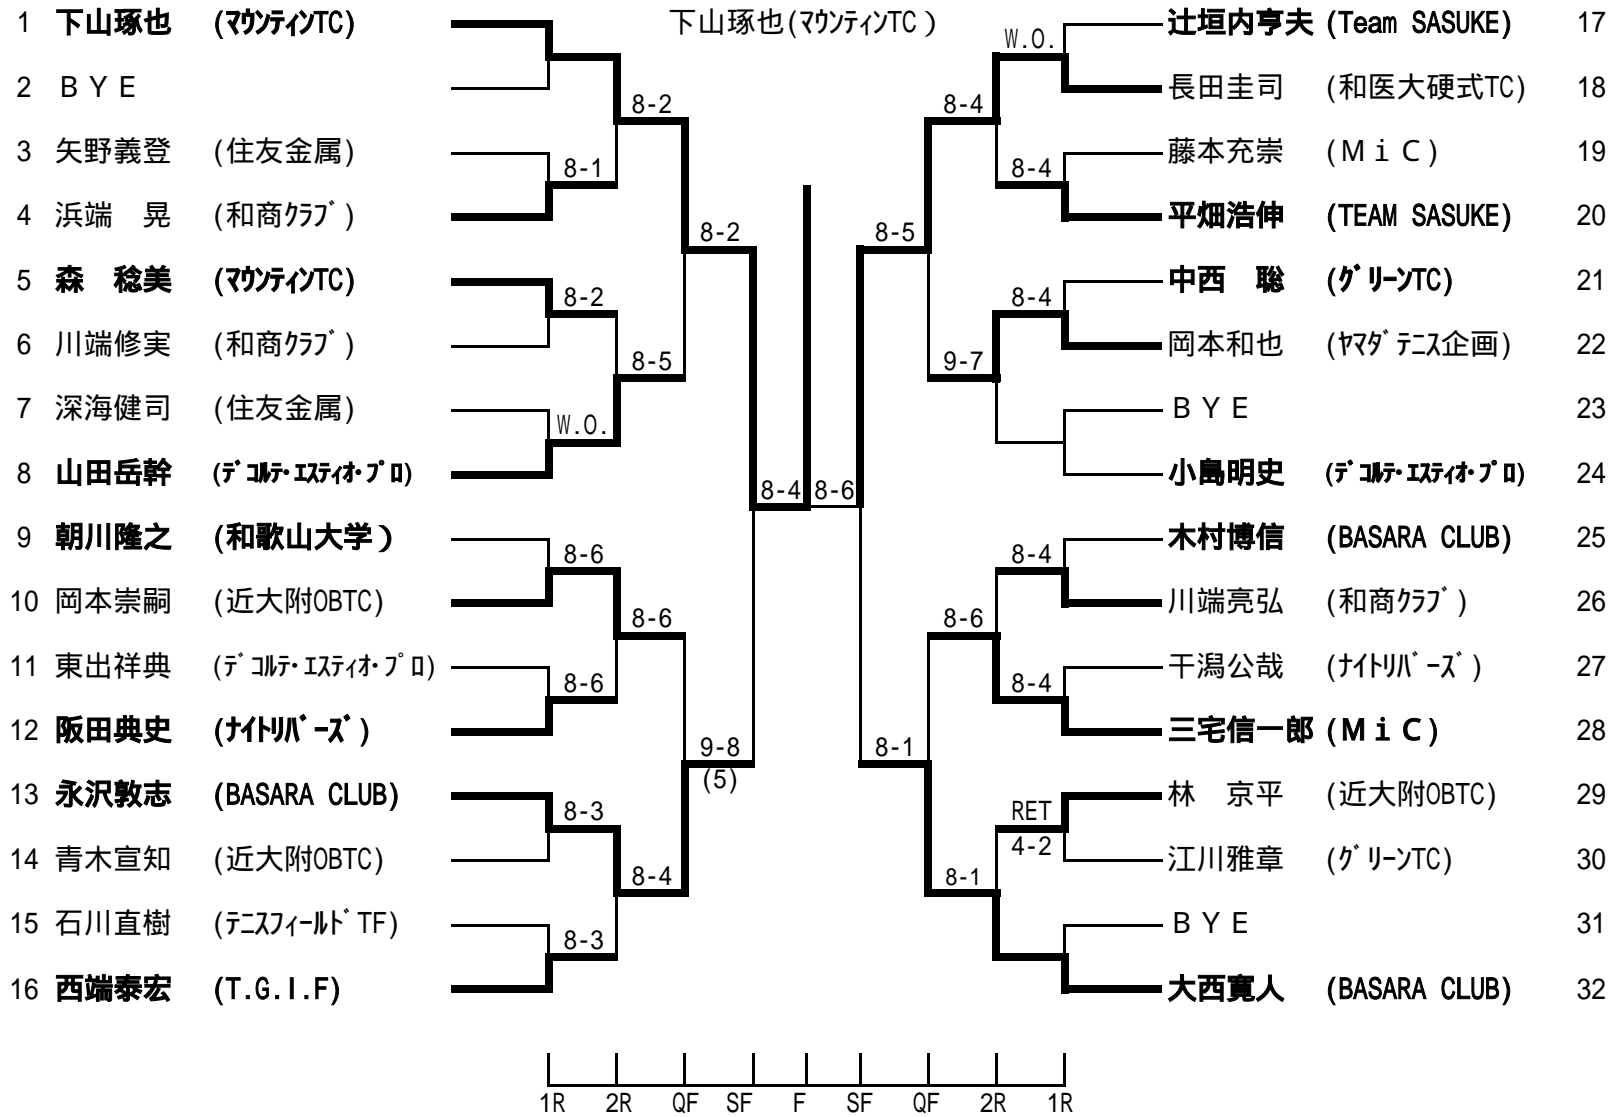 下山琢也(ﾏｳﾝﾃｨﾝTC)
1 下山琢也 (ﾏｳﾝﾃｨﾝTC)
2 ＢＹＥ
3 矢野義登 (住友金属)
4 浜端 晃 (和商ｸﾗﾌﾞ)
5 森 稔美 (ﾏｳﾝﾃｨﾝTC)
6 川端修実 (和商ｸﾗﾌﾞ)
7 深海健司 (住友金属)
8 山田岳幹 (ﾃﾞｺﾙﾃ･ｴｽﾃｨｵ･ﾌﾟﾛ)
9 朝川隆之 (和歌山大学)
10 岡本崇嗣 (近大附OBTC)
11 東出祥典 (ﾃﾞｺﾙﾃ･ｴｽﾃｨｵ･ﾌﾟﾛ)
12 阪田典史 (ﾅｲﾄﾘﾊﾞｰｽﾞ)
13 永沢敦志 (BASARA CLUB)
14 青木宣知 (近大附OBTC)
15 石川直樹 (ﾃﾆｽﾌｨｰﾙﾄﾞTF)
16 西端泰宏 (T.G.I.F)
8-1
8-2
W.O.
8-6
8-6
8-3
8-3
8-2
8-5
8-6
8-4
8-2
9-8
(5)
8-4
8-6
8-5
8-1
8-4
9-7
8-6
8-1
W.O.
8-4
8-4
8-4
8-4
RET
4-2
辻垣内亨夫 (Team SASUKE) 17
長田圭司 (和医大硬式TC) 18
藤本充崇 (ＭｉＣ) 19
平畑浩伸 (TEAM SASUKE) 20
中西 聡 (ｸﾞﾘｰﾝTC) 21
岡本和也 (ﾔﾏﾀﾞﾃﾆｽ企画) 22
ＢＹＥ 23
小島明史 (ﾃﾞｺﾙﾃ･ｴｽﾃｨｵ･ﾌﾟﾛ) 24
木村博信 (BASARA CLUB) 25
川端亮弘 (和商ｸﾗﾌﾞ) 26
干潟公哉 (ﾅｲﾄﾘﾊﾞｰｽﾞ) 27
三宅信一郎 (ＭｉＣ) 28
林 京平 (近大附OBTC) 29
江川雅章 (ｸﾞﾘｰﾝTC) 30
ＢＹＥ 31
大西寛人 (BASARA CLUB) 32
1R 2R QF SF F SF QF 2R 1R